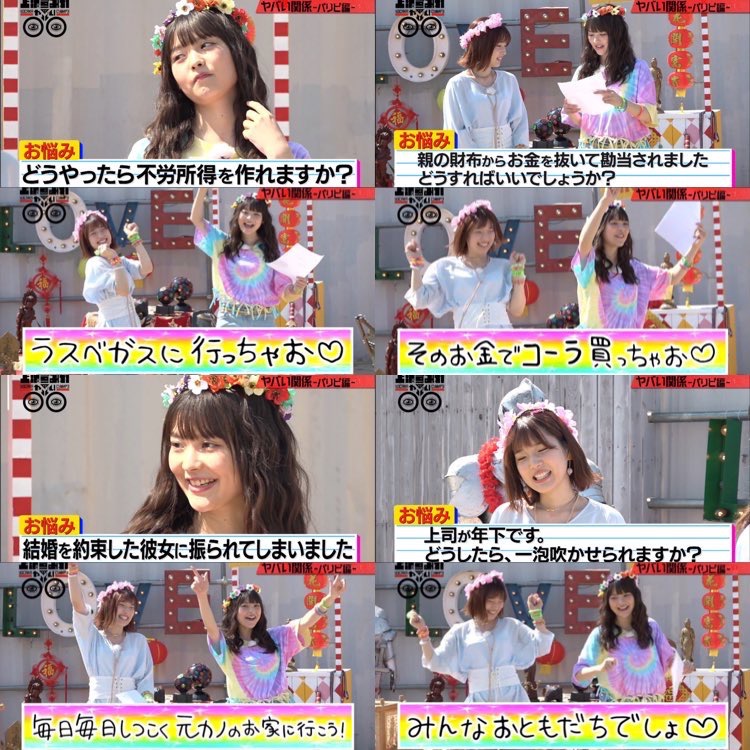 ヤバい関係-パリピ編-
お悩み
どうやったら不労所得を作れますか?
ヤバい関係-パリピ編-
LOVE
お悩み
親の財布からお金を抜いて勘当されました
どうすればいいでしょうか?
ヤバい関係-パリピ編-
LOVE
福
ラスベガスに行っちゃお♡
ヤバい関係-パリピ編-
LOVE
福
そのお金でコーラ買っちゃお♡
ヤバい関係-パリピ編-
お悩み
結婚を約束した彼女に振られてしまいました
ヤバい関係-パリピ編-
お悩み
上司が年下です。
どうしたら、一泡吹かせられますか?
ヤバい関係-パリピ編-
LOVE
福
毎日毎日しつこく元カノのお家に行こう!
ヤバい関係-パリピ編-
LOVE
福
みんなおともだちでしょ♡